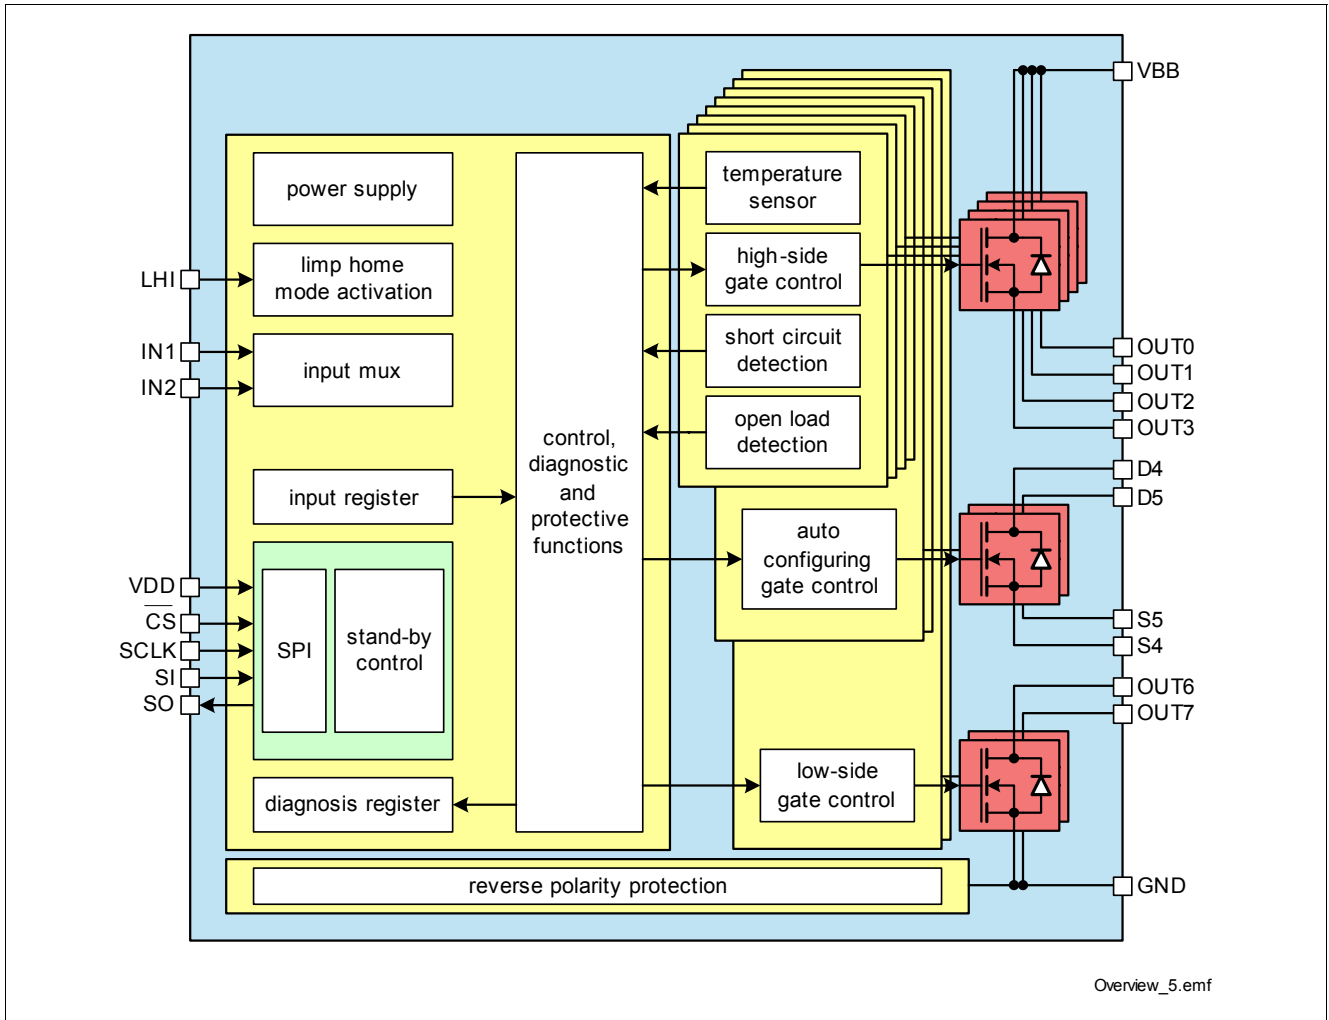 VBB
power supply
temperature
sensor
LHI
limp home
mode activation
high-side
gate control
IN1
IN2
input mux
short circuit
detection
OUT0
OUT1
OUT2
OUT3
control,
diagnostic
and
protective
functions
open load
detection
D4
D5
input register
auto
configuring
gate control
VDD
CS
SCLK
SI
SO
SPI
stand-by
control
S5
S4
OUT6
OUT7
low-side
gate control
diagnosis register
reverse polarity protection
GND
Overview_5.emf